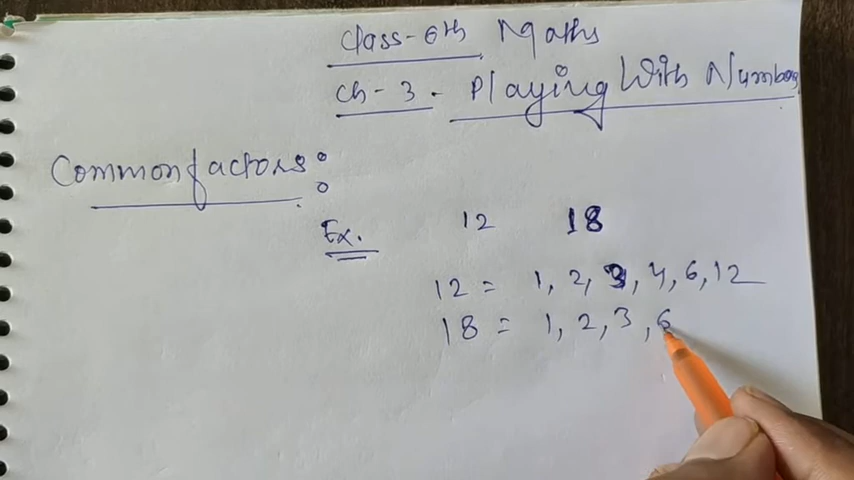 Class-6th Maths
Ch-3. Playing With Numbers
Common factors:
Ex. 12 18
12 = 1, 2, 3, 4, 6, 12
18 = 1, 2, 3, 6